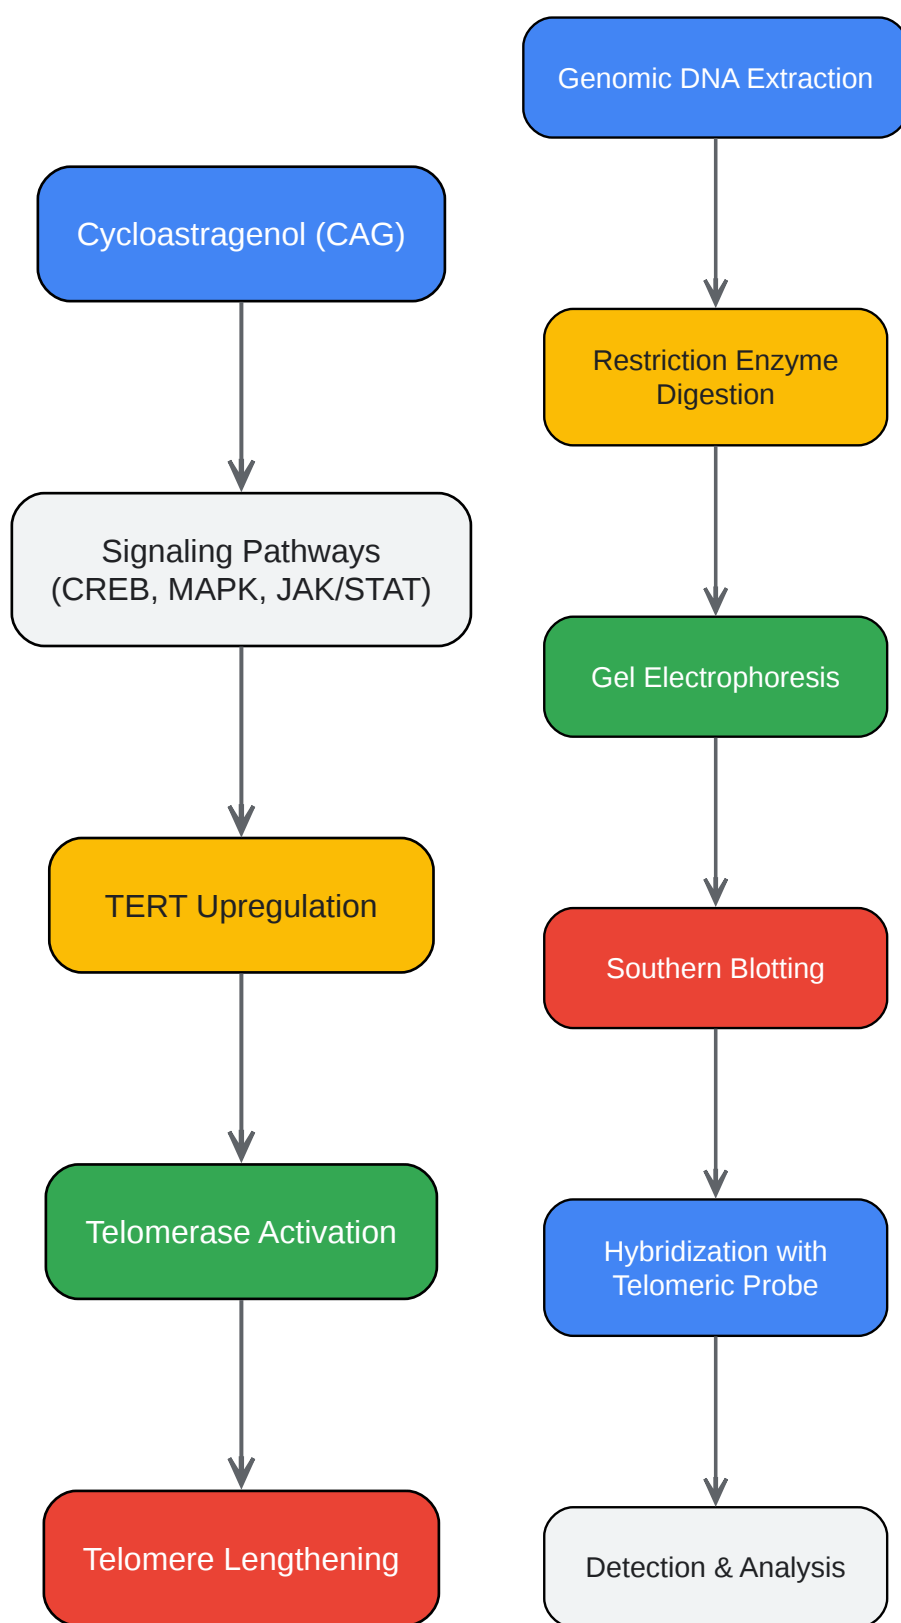 Cycloastragenol (CAG)
Signaling Pathways
(CREB, MAPK, JAK/STAT)
TERT Upregulation
Telomerase Activation
Telomere Lengthening
Genomic DNA Extraction
Restriction Enzyme
Digestion
Gel Electrophoresis
Southern Blotting
Hybridization with
Telomeric Probe
Detection & Analysis